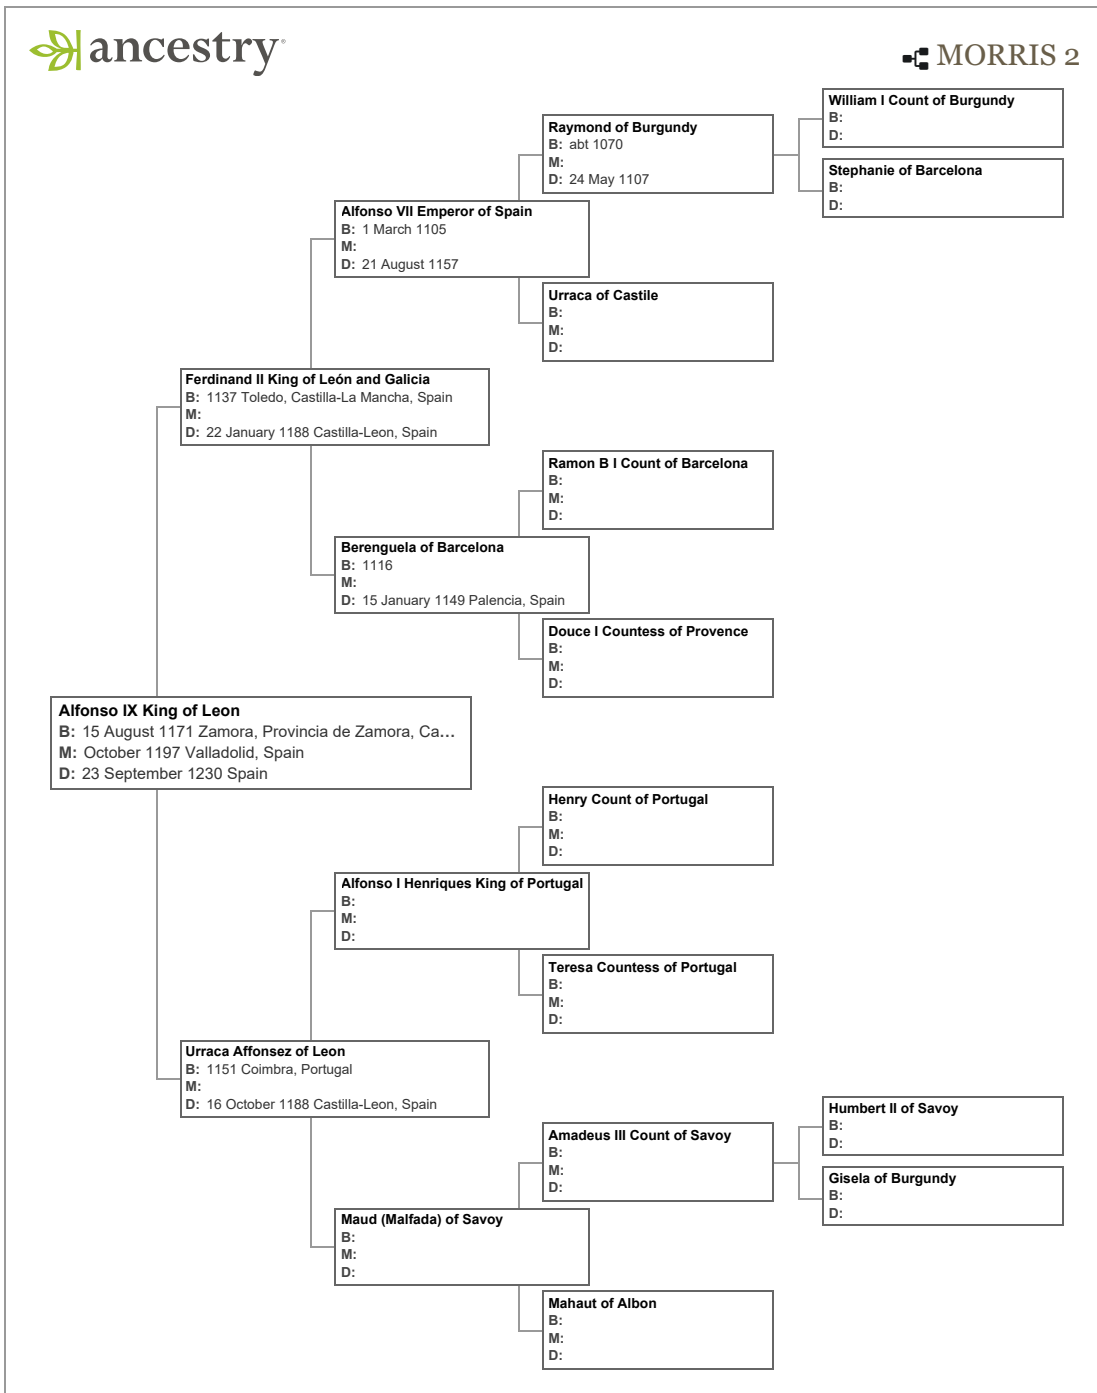 ancestry
MORRIS 2
William I Count of Burgundy
B:
D:
Raymond of Burgundy
B: abt 1070
M:
D: 24 May 1107
Stephanie of Barcelona
B:
D:
Alfonso VII Emperor of Spain
B: 1 March 1105
M:
D: 21 August 1157
Urraca of Castile
B:
M:
D:
Ferdinand II King of León and Galicia
B: 1137 Toledo, Castilla-La Mancha, Spain
M:
D: 22 January 1188 Castilla-Leon, Spain
Ramon B I Count of Barcelona
B:
M:
D:
Berenguela of Barcelona
B: 1116
M:
D: 15 January 1149 Palencia, Spain
Douce I Countess of Provence
B:
M:
D:
Alfonso IX King of Leon
B: 15 August 1171 Zamora, Provincia de Zamora, Ca...
M: October 1197 Valladolid, Spain
D: 23 September 1230 Spain
Henry Count of Portugal
B:
M:
D:
Alfonso I Henriques King of Portugal
B:
M:
D:
Teresa Countess of Portugal
B:
M:
D:
Urraca Affonsez of Leon
B: 1151 Coimbra, Portugal
M:
D: 16 October 1188 Castilla-Leon, Spain
Humbert II of Savoy
B:
D:
Amadeus III Count of Savoy
B:
M:
D:
Gisela of Burgundy
B:
D:
Maud (Malfada) of Savoy
B:
M:
D:
Mahaut of Albon
B:
M:
D: